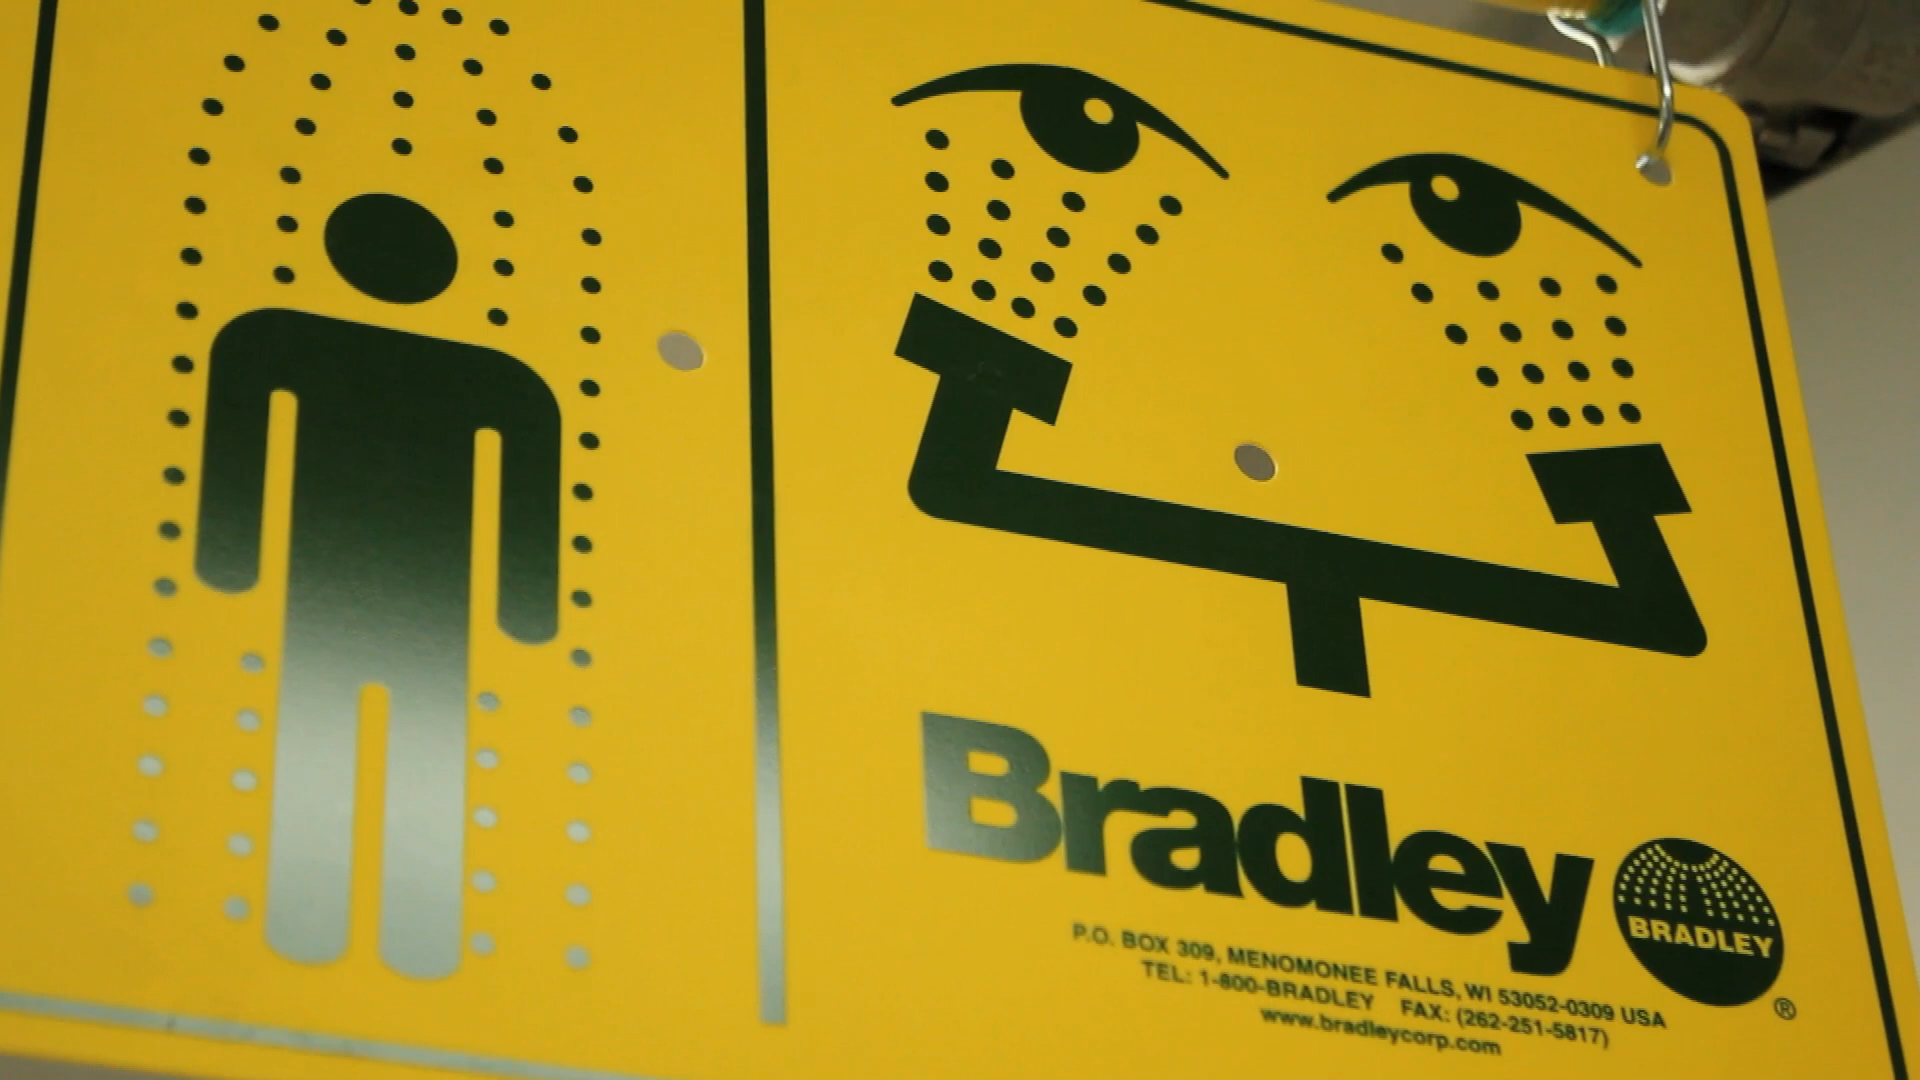 Bradley
BRADLEY
®
P.O. BOX 309, MENOMONEE FALLS, WI 53052-0309 USA
TEL: 1-800-BRADLEY FAX: (262-251-5817)
www.bradleycorp.com